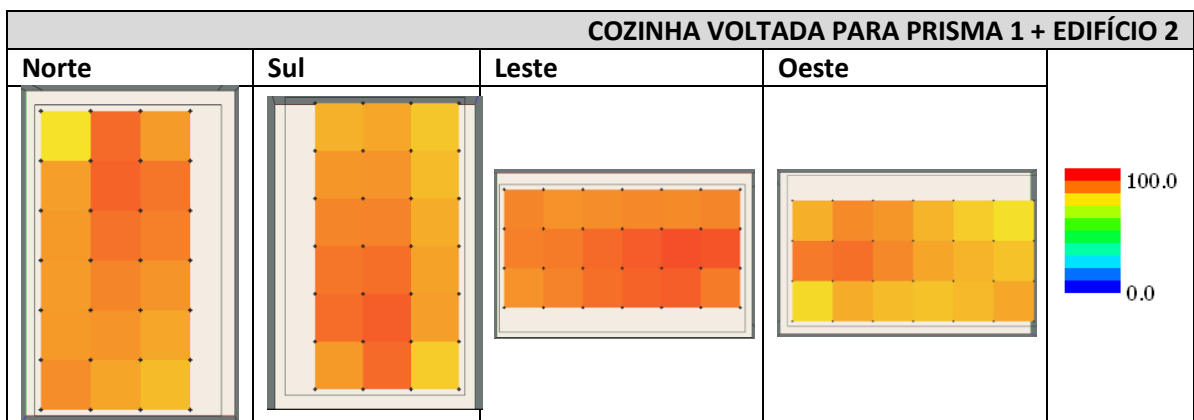 COZINHA VOLTADA PARA PRISMA 1 + EDIFÍCIO 2
Norte Sul Leste Oeste
100.0
0.0